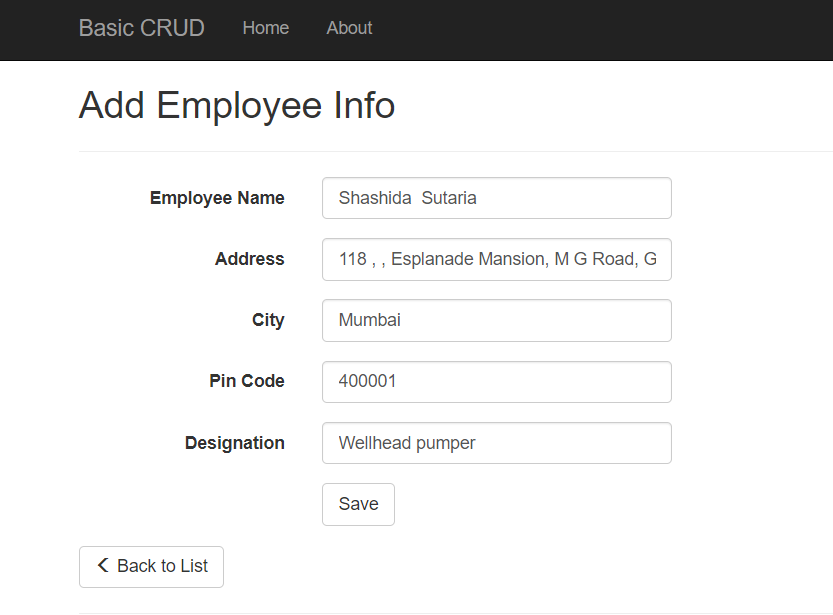 Basic CRUD Home About
Add Employee Info
Employee Name Shashida  Sutaria
Address 118 , , Esplanade Mansion, M G Road, G
City Mumbai
Pin Code 400001
Designation Wellhead pumper
Save
Back to List